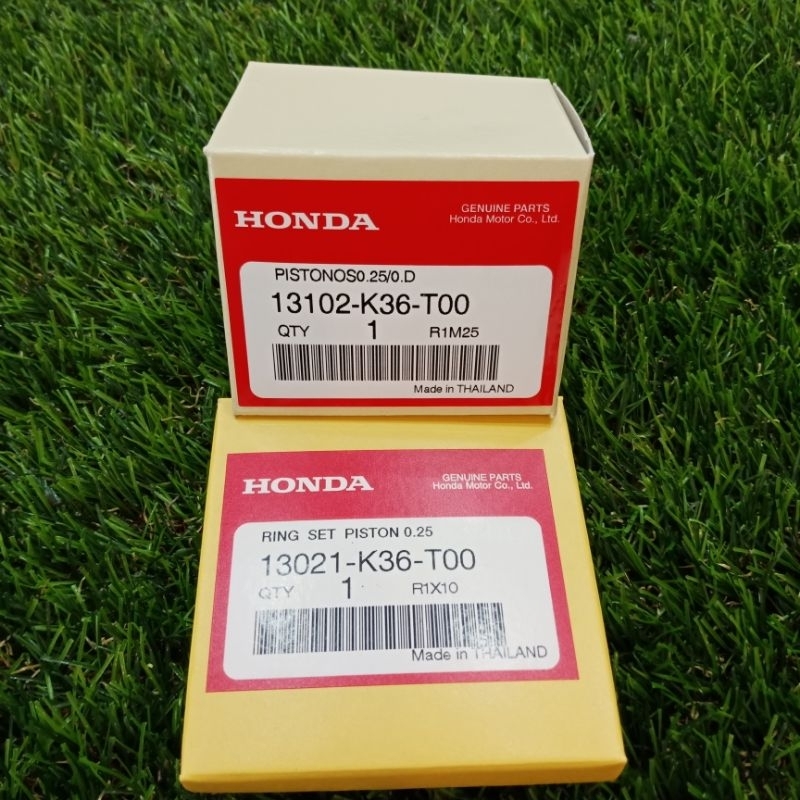 HONDA
GENUINE PARTS
Honda Motor Co., Ltd.
PISTONOS0.25/0.D
13102-K36-T00
QTY 1 R1M25
Made in THAILAND
HONDA
GENUINE PARTS
Honda Motor Co., Ltd.
RING SET PISTON 0.25
13021-K36-T00
QTY 1 R1X10
Made in THAILAND